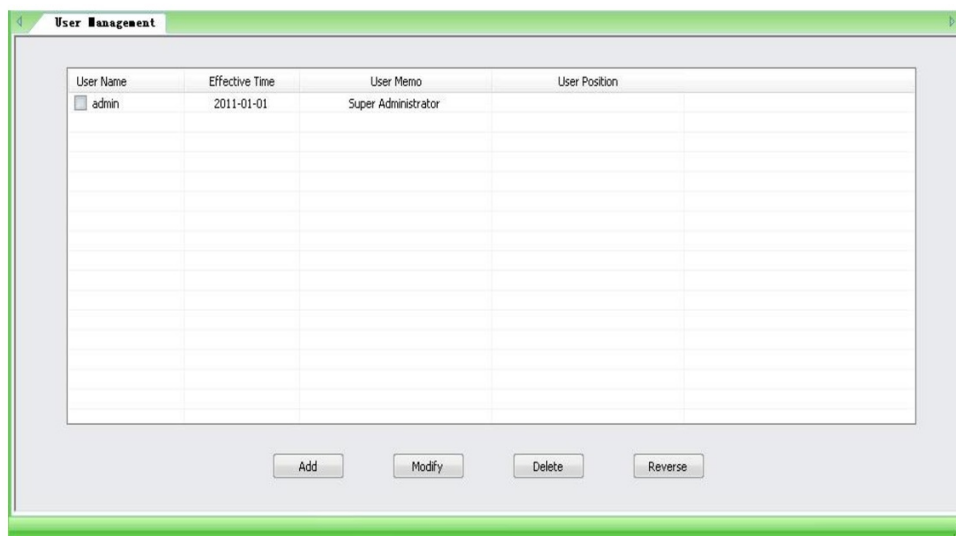 User Management
User Name Effective Time User Memo User Position
admin 2011-01-01 Super Administrator
Add Modify Delete Reverse